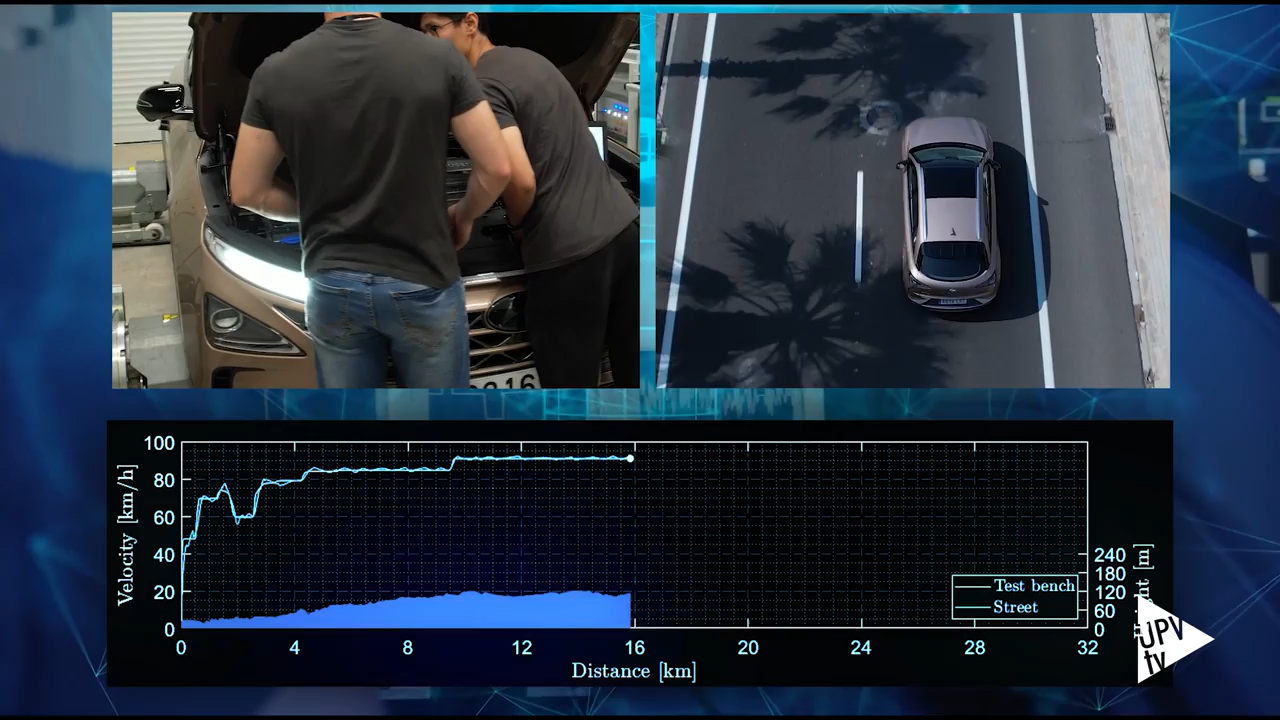 100
80
60
40
20
0
Velocity [km/h]
0
4
8
12
16
20
24
28
32
Distance [km]
240
180
120
60
0
[m]
Test bench
Street
UPV
tv